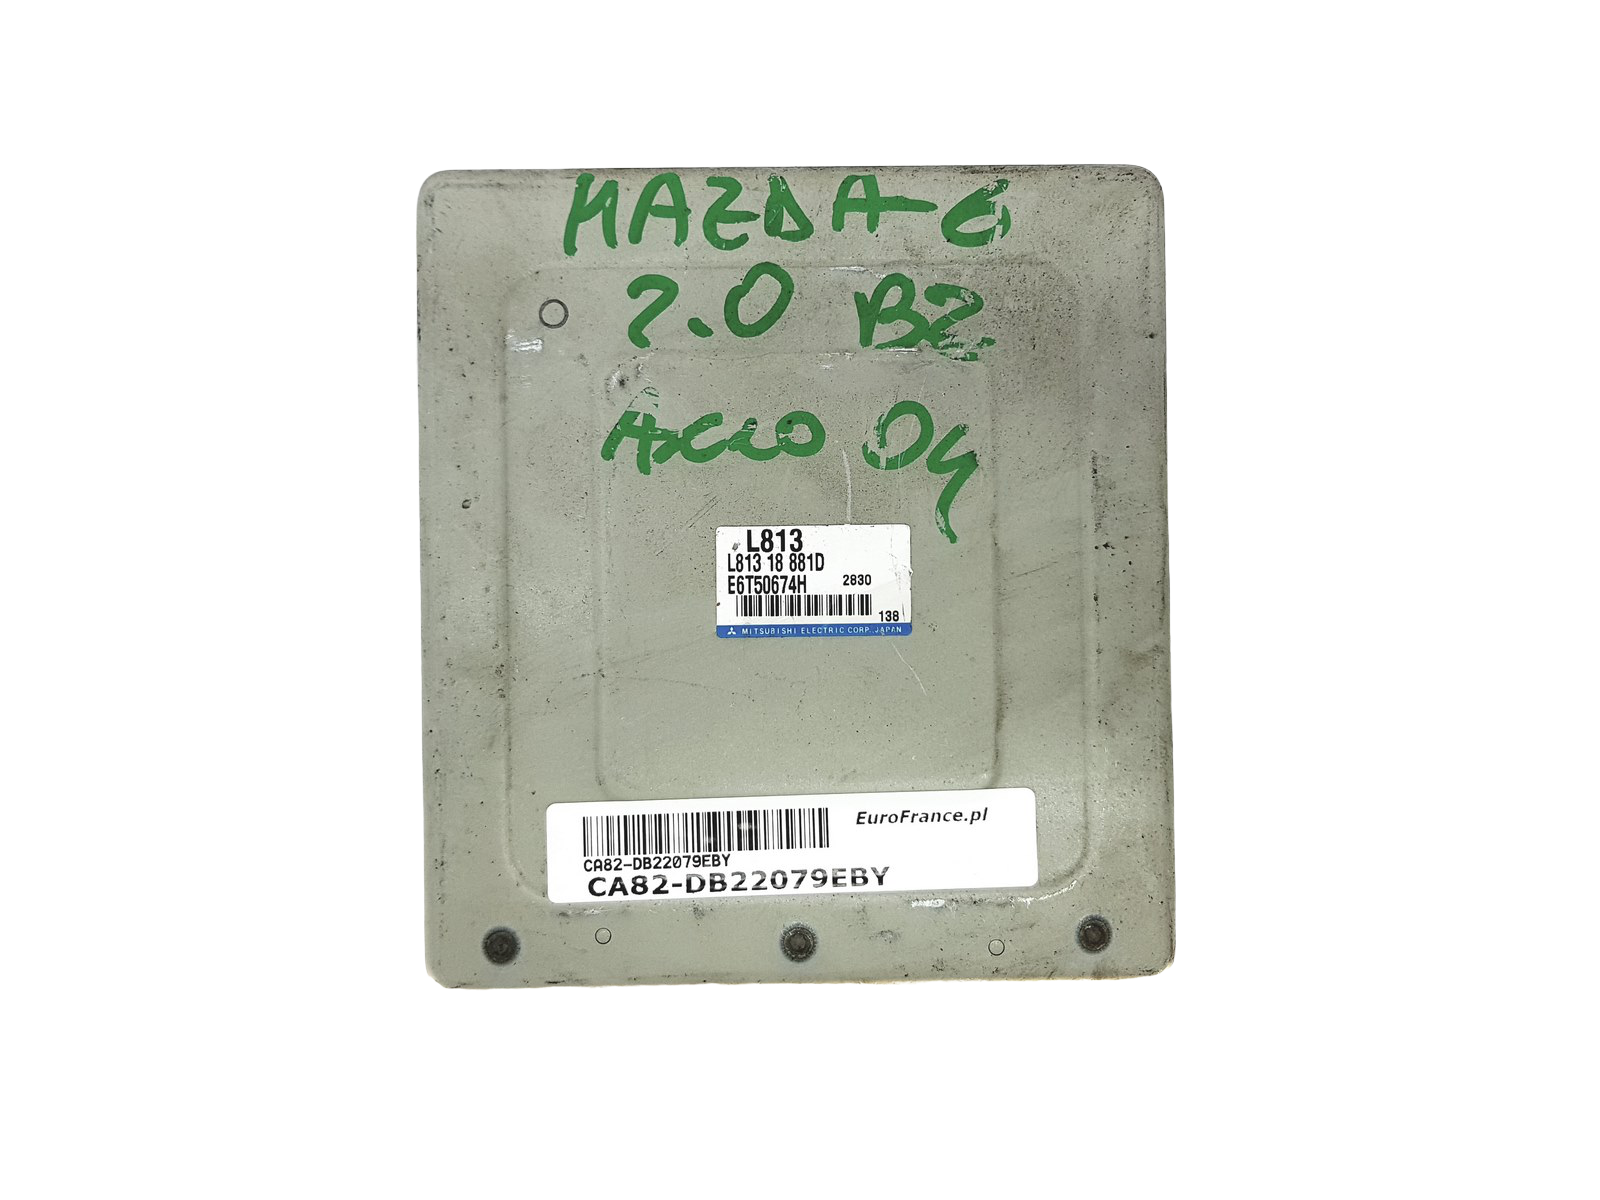 MAZDA-6
2.0 BZ
04
L813
L813 18 881D
E6T50674H 2830
138
MITSUBISHI ELECTRIC CORP. JAPAN
EuroFrance.pl
CA82-DB22079EBY
CA82-DB22079EBY